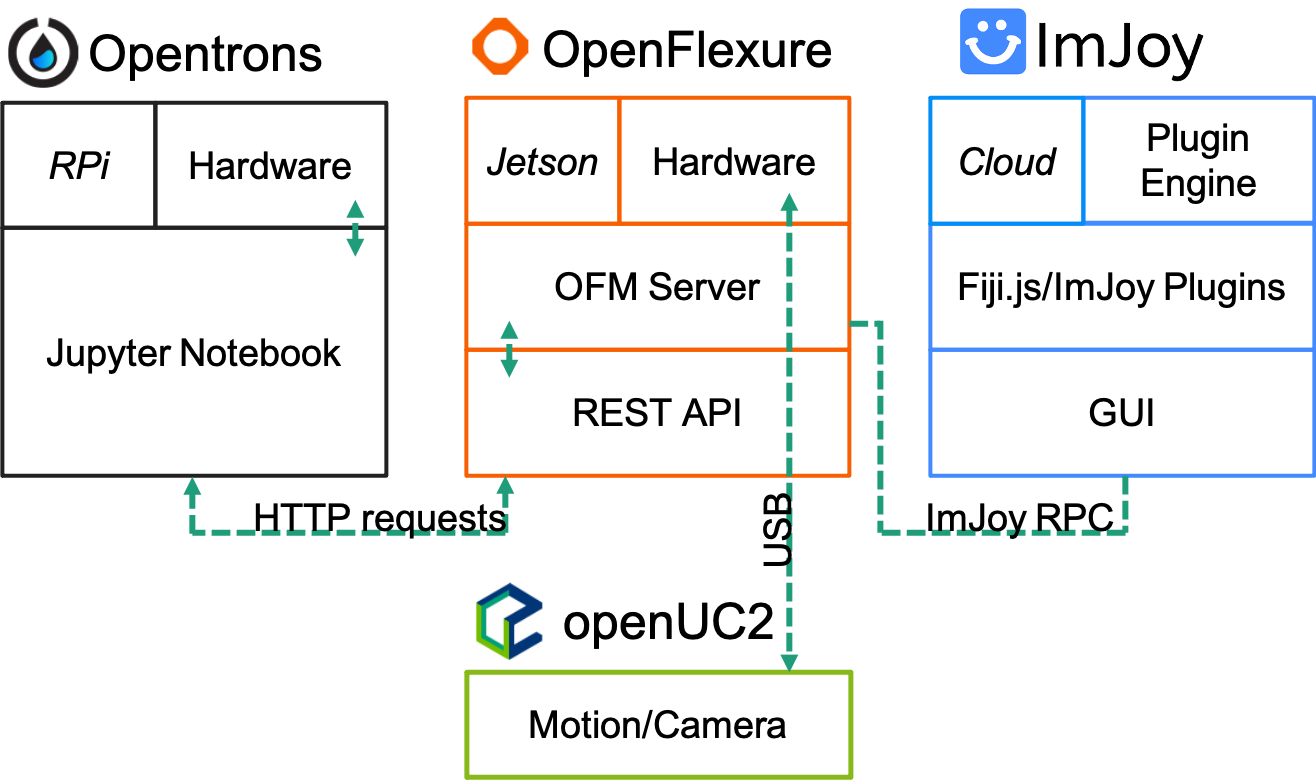 Opentrons
RPi
Hardware
Jupyter Notebook
OpenFlexure
Jetson
Hardware
OFM Server
REST API
ImJoy
Cloud
Plugin
Engine
Fiji.js/ImJoy Plugins
GUI
HTTP requests
USB
ImJoy RPC
openUC2
Motion/Camera